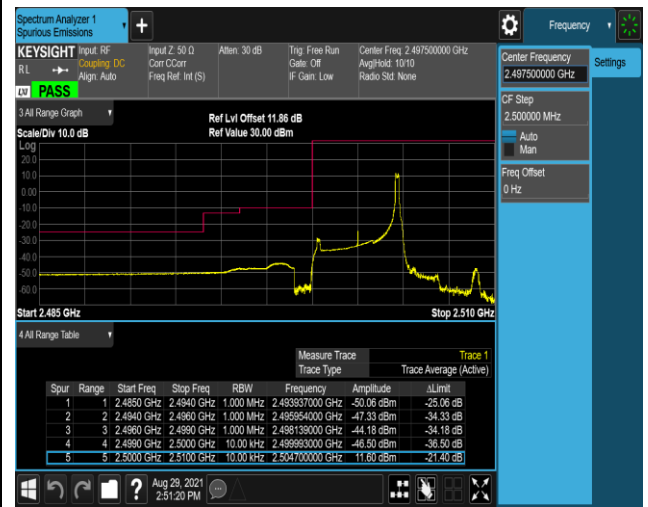 Spectrum Analyzer 1
Spurious Emissions
Frequency
KEYSIGHT Input: RF Input Z: 50 Ω Atten: 30 dB Trig: Free Run Center Freq: 2.497500000 GHz
RL Coupling: DC Corr CCorr Gate: Off Avg|Hold: 10/10
Align: Auto Freq Ref: Int (S) IF Gain: Low Radio Std: None
LXI PASS
Center Frequency
2.497500000 GHz
Settings
CF Step
2.500000 MHz
Auto
Man
Freq Offset
0 Hz
3 All Range Graph
Ref Lvl Offset 11.86 dB
Scale/Div 10.0 dB Ref Value 30.00 dBm
Log
20.0
10.0
0.00
-10.0
-20.0
-30.0
-40.0
-50.0
-60.0
Start 2.485 GHz Stop 2.510 GHz
4 All Range Table
Measure Trace Trace 1
Trace Type Trace Average (Active)
Spur Range Start Freq Stop Freq RBW Frequency Amplitude ΔLimit
1 1 2.4850 GHz 2.4940 GHz 1.000 MHz 2.493937000 GHz -50.06 dBm -25.06 dB
2 2 2.4940 GHz 2.4960 GHz 1.000 MHz 2.495954000 GHz -47.33 dBm -34.33 dB
3 3 2.4960 GHz 2.4990 GHz 1.000 MHz 2.498139000 GHz -44.18 dBm -34.18 dB
4 4 2.4990 GHz 2.5000 GHz 10.00 kHz 2.499993000 GHz -46.50 dBm -36.50 dB
5 5 2.5000 GHz 2.5100 GHz 10.00 kHz 2.504700000 GHz 11.60 dBm -21.40 dB
Aug 29, 2021
2:51:20 PM